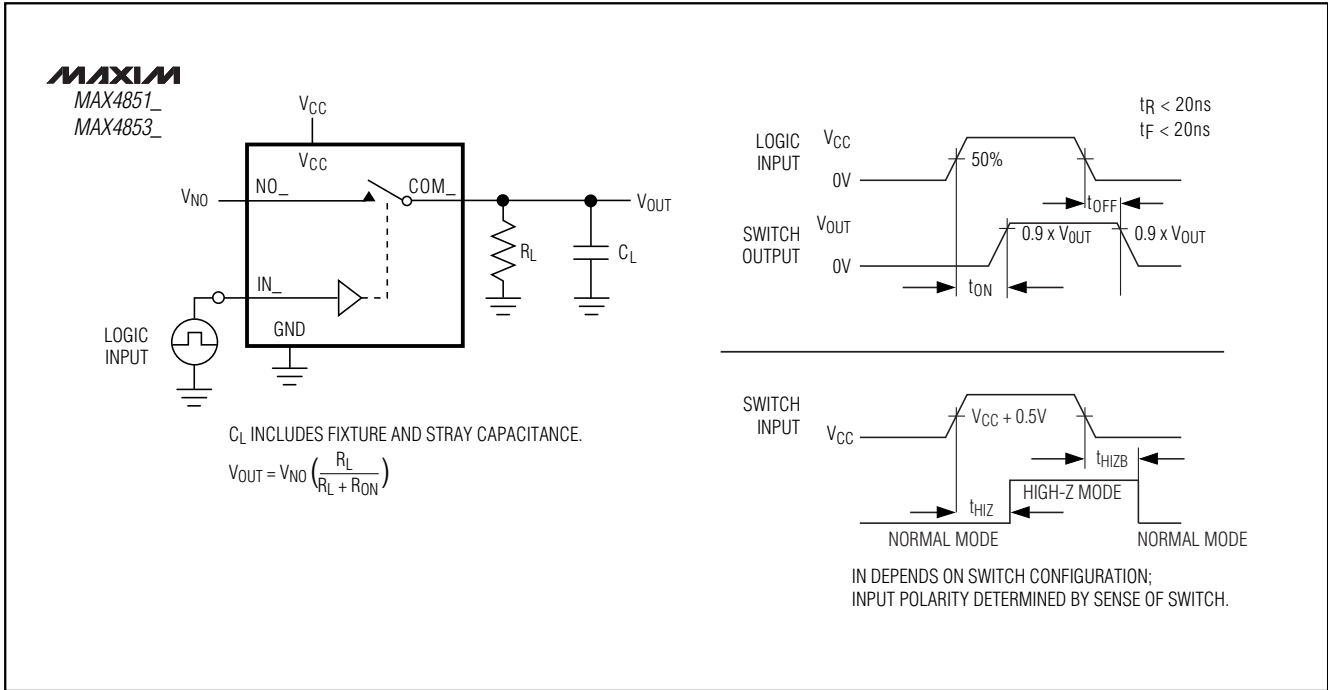 MAXIM
MAX4851_
MAX4853_
VCC
VCC
VNO
NO_
COM_
VOUT
RL
CL
IN_
GND
LOGIC
INPUT
CL INCLUDES FIXTURE AND STRAY CAPACITANCE.
VOUT = VNO (RL / RL + RON)
tR < 20ns
tF < 20ns
LOGIC
INPUT
VCC
50%
0V
tOFF
SWITCH
OUTPUT
VOUT
0.9 x VOUT
0.9 x VOUT
0V
tON
SWITCH
INPUT
VCC
VCC + 0.5V
tHIZB
HIGH-Z MODE
tHIZ
NORMAL MODE
NORMAL MODE
IN DEPENDS ON SWITCH CONFIGURATION;
INPUT POLARITY DETERMINED BY SENSE OF SWITCH.